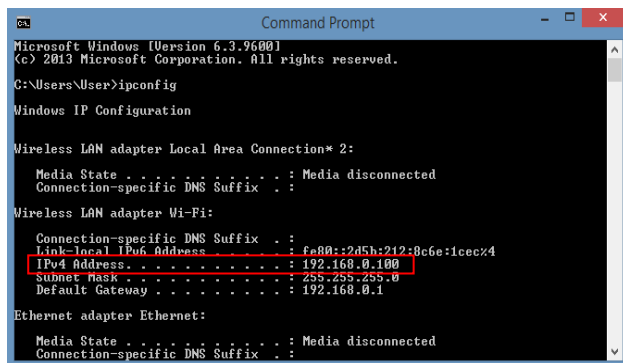 Command Prompt
Microsoft Windows [Version 6.3.9600]
(c) 2013 Microsoft Corporation. All rights reserved.
C:\Users\User>ipconfig
Windows IP Configuration
Wireless LAN adapter Local Area Connection* 2:
Media State . . . . . . . . . . . : Media disconnected
Connection-specific DNS Suffix  . :
Wireless LAN adapter Wi-Fi:
Connection-specific DNS Suffix  . :
Link-local IPv6 Address . . . . . : fe80::2d5b:212:8c6e:1cec%4
IPv4 Address. . . . . . . . . . . : 192.168.0.100
Subnet Mask . . . . . . . . . . . : 255.255.255.0
Default Gateway . . . . . . . . . : 192.168.0.1
Ethernet adapter Ethernet:
Media State . . . . . . . . . . . : Media disconnected
Connection-specific DNS Suffix  . :